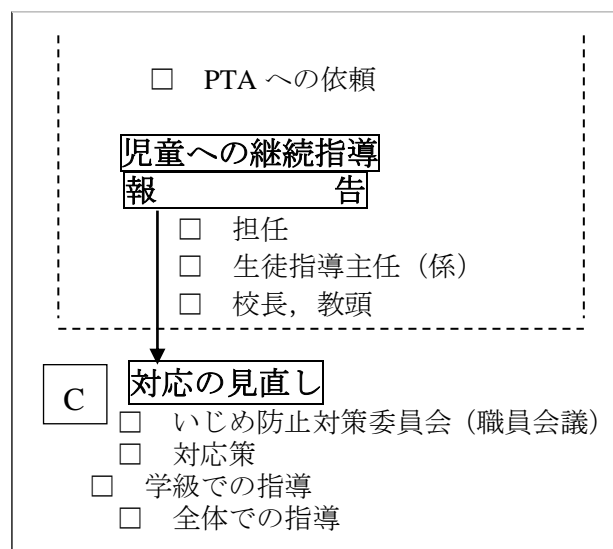 □ PTA への依頼
児童への継続指導
報 告
□ 担任
□ 生徒指導主任（係）
□ 校長，教頭
C
対応の見直し
□ いじめ防止対策委員会（職員会議）
□ 対応策
□ 学級での指導
□ 全体での指導